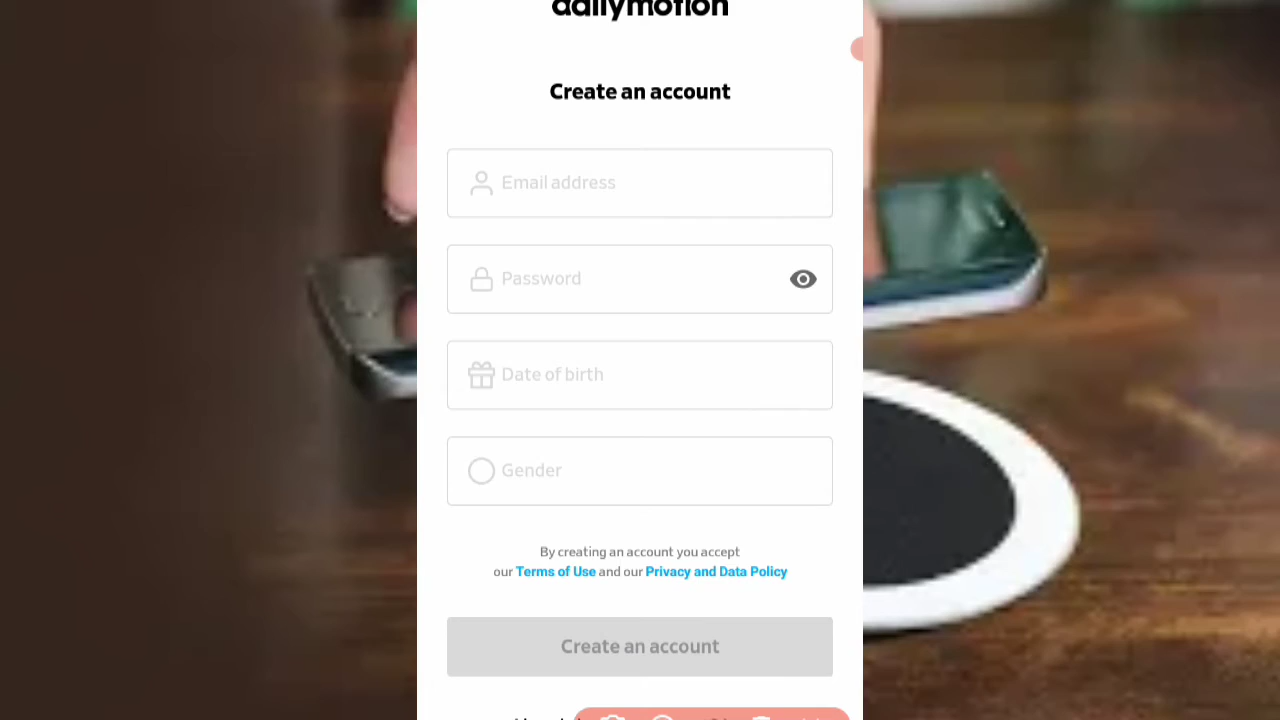 dailymotion
Create an account
Email address
Password
Date of birth
Gender
By creating an account you accept
our Terms of Use and our Privacy and Data Policy
Create an account